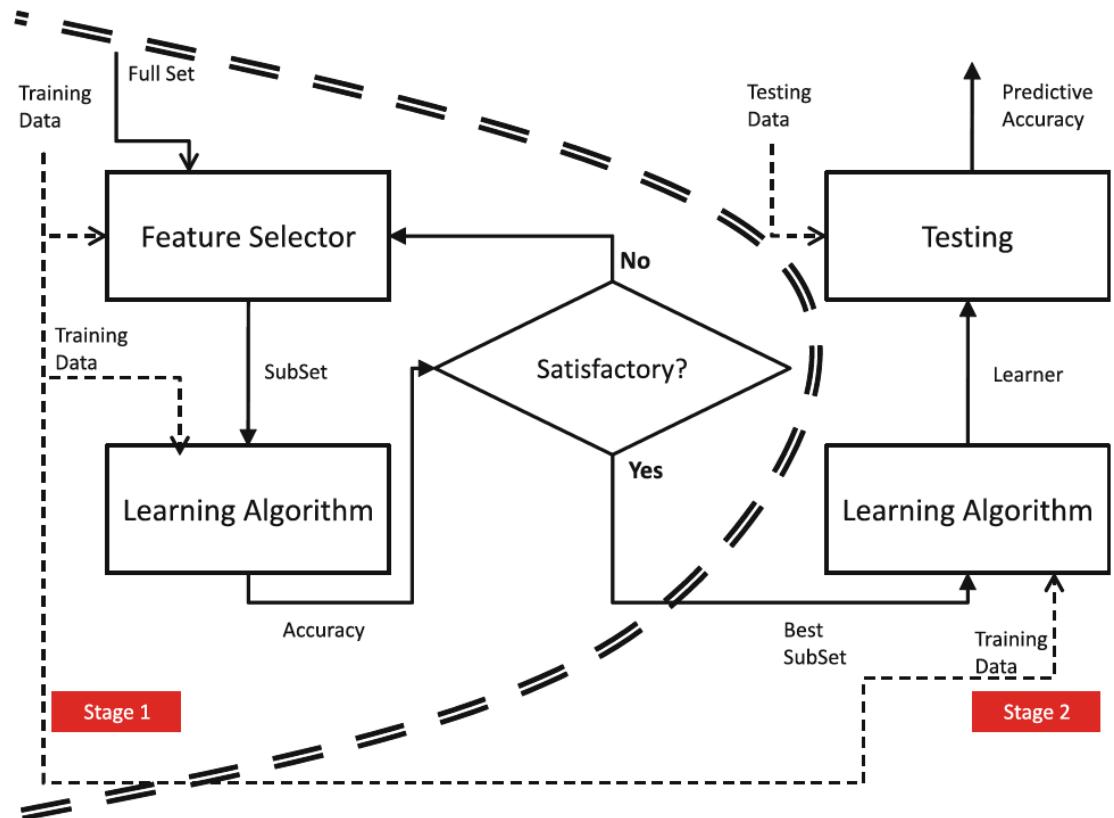 Full Set
Training
Data
Testing
Data
Predictive
Accuracy
Feature Selector
Testing
No
Training
Data
SubSet
Satisfactory?
Learner
Yes
Learning Algorithm
Learning Algorithm
Accuracy
Best
SubSet
Training
Data
Stage 1
Stage 2